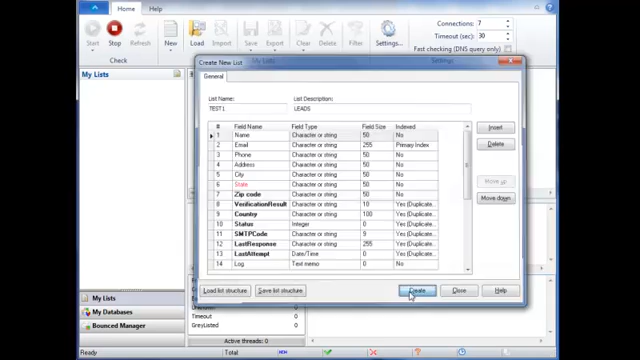 Home Help
Start Stop Refresh New Load Save Export Clear Delete Filter Settings...
Connections: 7
Timeout (sec): 30
Fast checking (DNS query only)
Check My Lists Settings
My Lists
Create New List
General
List Name: List Description:
TEST1 LEADS
# Field Name Field Type Field Size Indexed
1 Name Character or string 50 No
2 Email Character or string 255 Primary Index
3 Phone Character or string 50 No
4 Address Character or string 50 No
5 City Character or string 50 No
6 State Character or string 50 No
7 Zip code Character or string 50 No
8 VerificationResult Character or string 10 Yes (Duplicate...
9 Country Character or string 100 Yes (Duplicate...
10 Status Integer 0 Yes (Duplicate...
11 SMTPCode Character or string 9 Yes (Duplicate...
12 LastResponse Character or string 255 Yes (Duplicate...
13 LastAttempt Date/Time 0 Yes (Duplicate...
14 Log Text memo 0 No
Insert
Delete
Move up
Move down
Load list structure Save list structure Create Close Help
My Lists
My Databases
Bounced Manager
Timeout 0
GreyListed 0
Active threads: 0
Ready Total